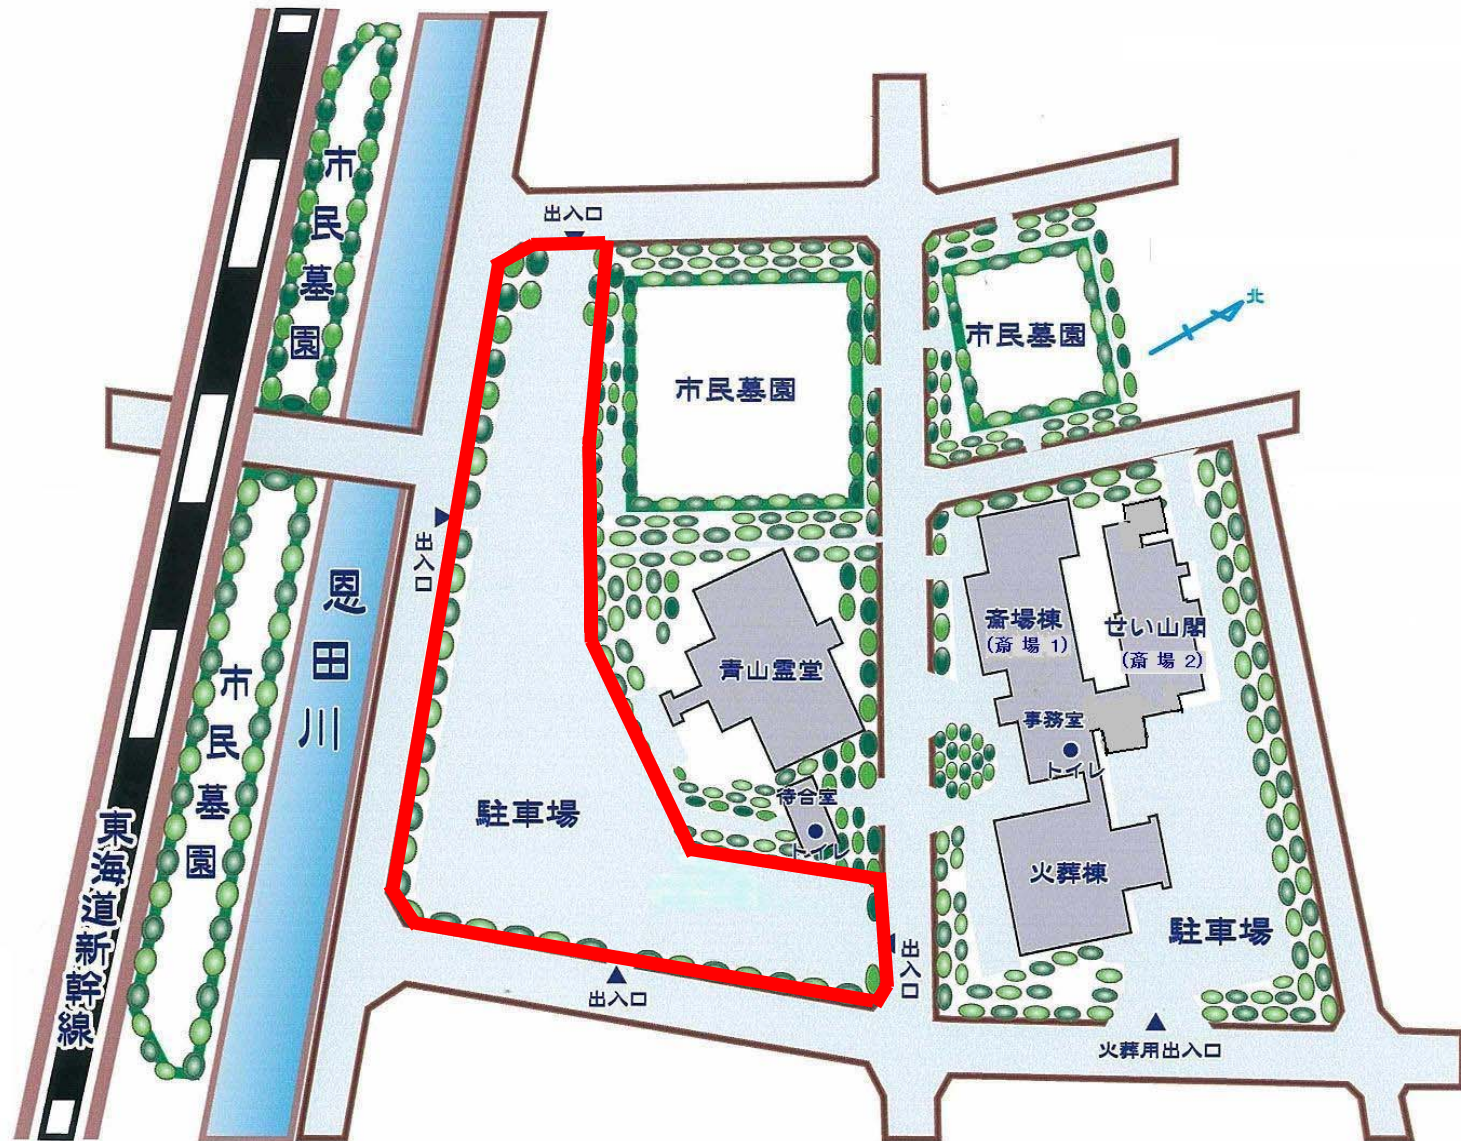 市民墓園
出入口
北
市民墓園
市民墓園
出入口
恩田川
斎場棟
(斎場1)
せい山閣
(斎場2)
青山霊堂
市民墓園
事務室
トイレ
待合室
駐車場
トイレ
火葬棟
東海道新幹線
駐車場
出入口
出入口
火葬用出入口